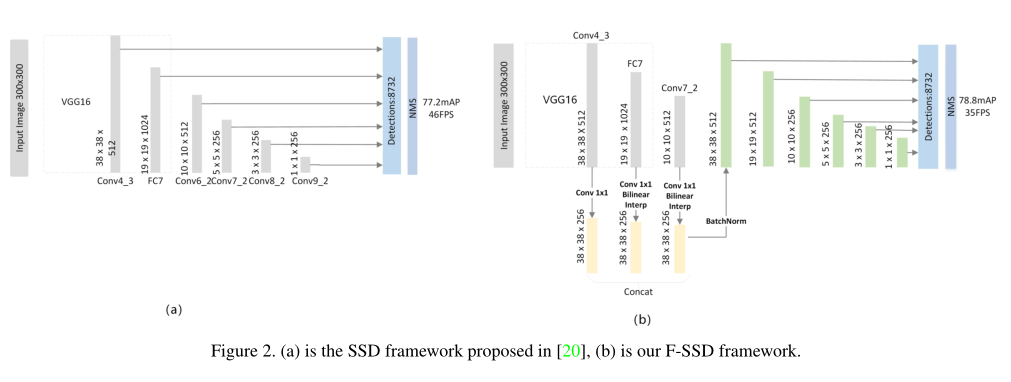 Input Image 300x300
VGG16
38 x 38 x
512
Conv4_3
19 x 19 x 1024
FC7
10 x 10 x 512
Conv6_2
5 x 5 x 256
Conv7_2
3 x 3 x 256
Conv8_2
1 x 1 x 256
Conv9_2
Detections:8732
NMS
77.2mAP
46FPS
(a)
Input Image 300x300
VGG16
Conv4_3
38 x 38 x 512
FC7
19 x 19 x 1024
Conv7_2
10 x 10 x 512
Conv 1x1
Conv 1x1
Bilinear
Interp
Conv 1x1
Bilinear
Interp
38 x 38 x 256
38 x 38 x 256
38 x 38 x 256
Concat
BatchNorm
38 x 38 x 512
19 x 19 x 512
10 x 10 x 256
5 x 5 x 256
3 x 3 x 256
1 x 1 x 256
Detections:8732
NMS
78.8mAP
35FPS
(b)
Figure 2. (a) is the SSD framework proposed in [20], (b) is our F-SSD framework.